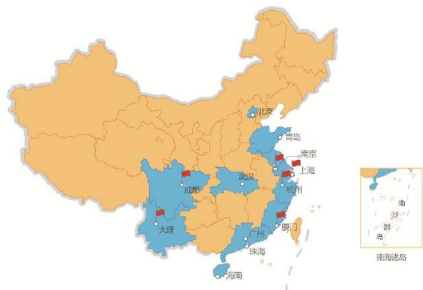 北京
青岛
南京
上海
武汉
杭州
成都
大理
厦门
广州
珠海
海南
南
沙
群
岛
南海诸岛